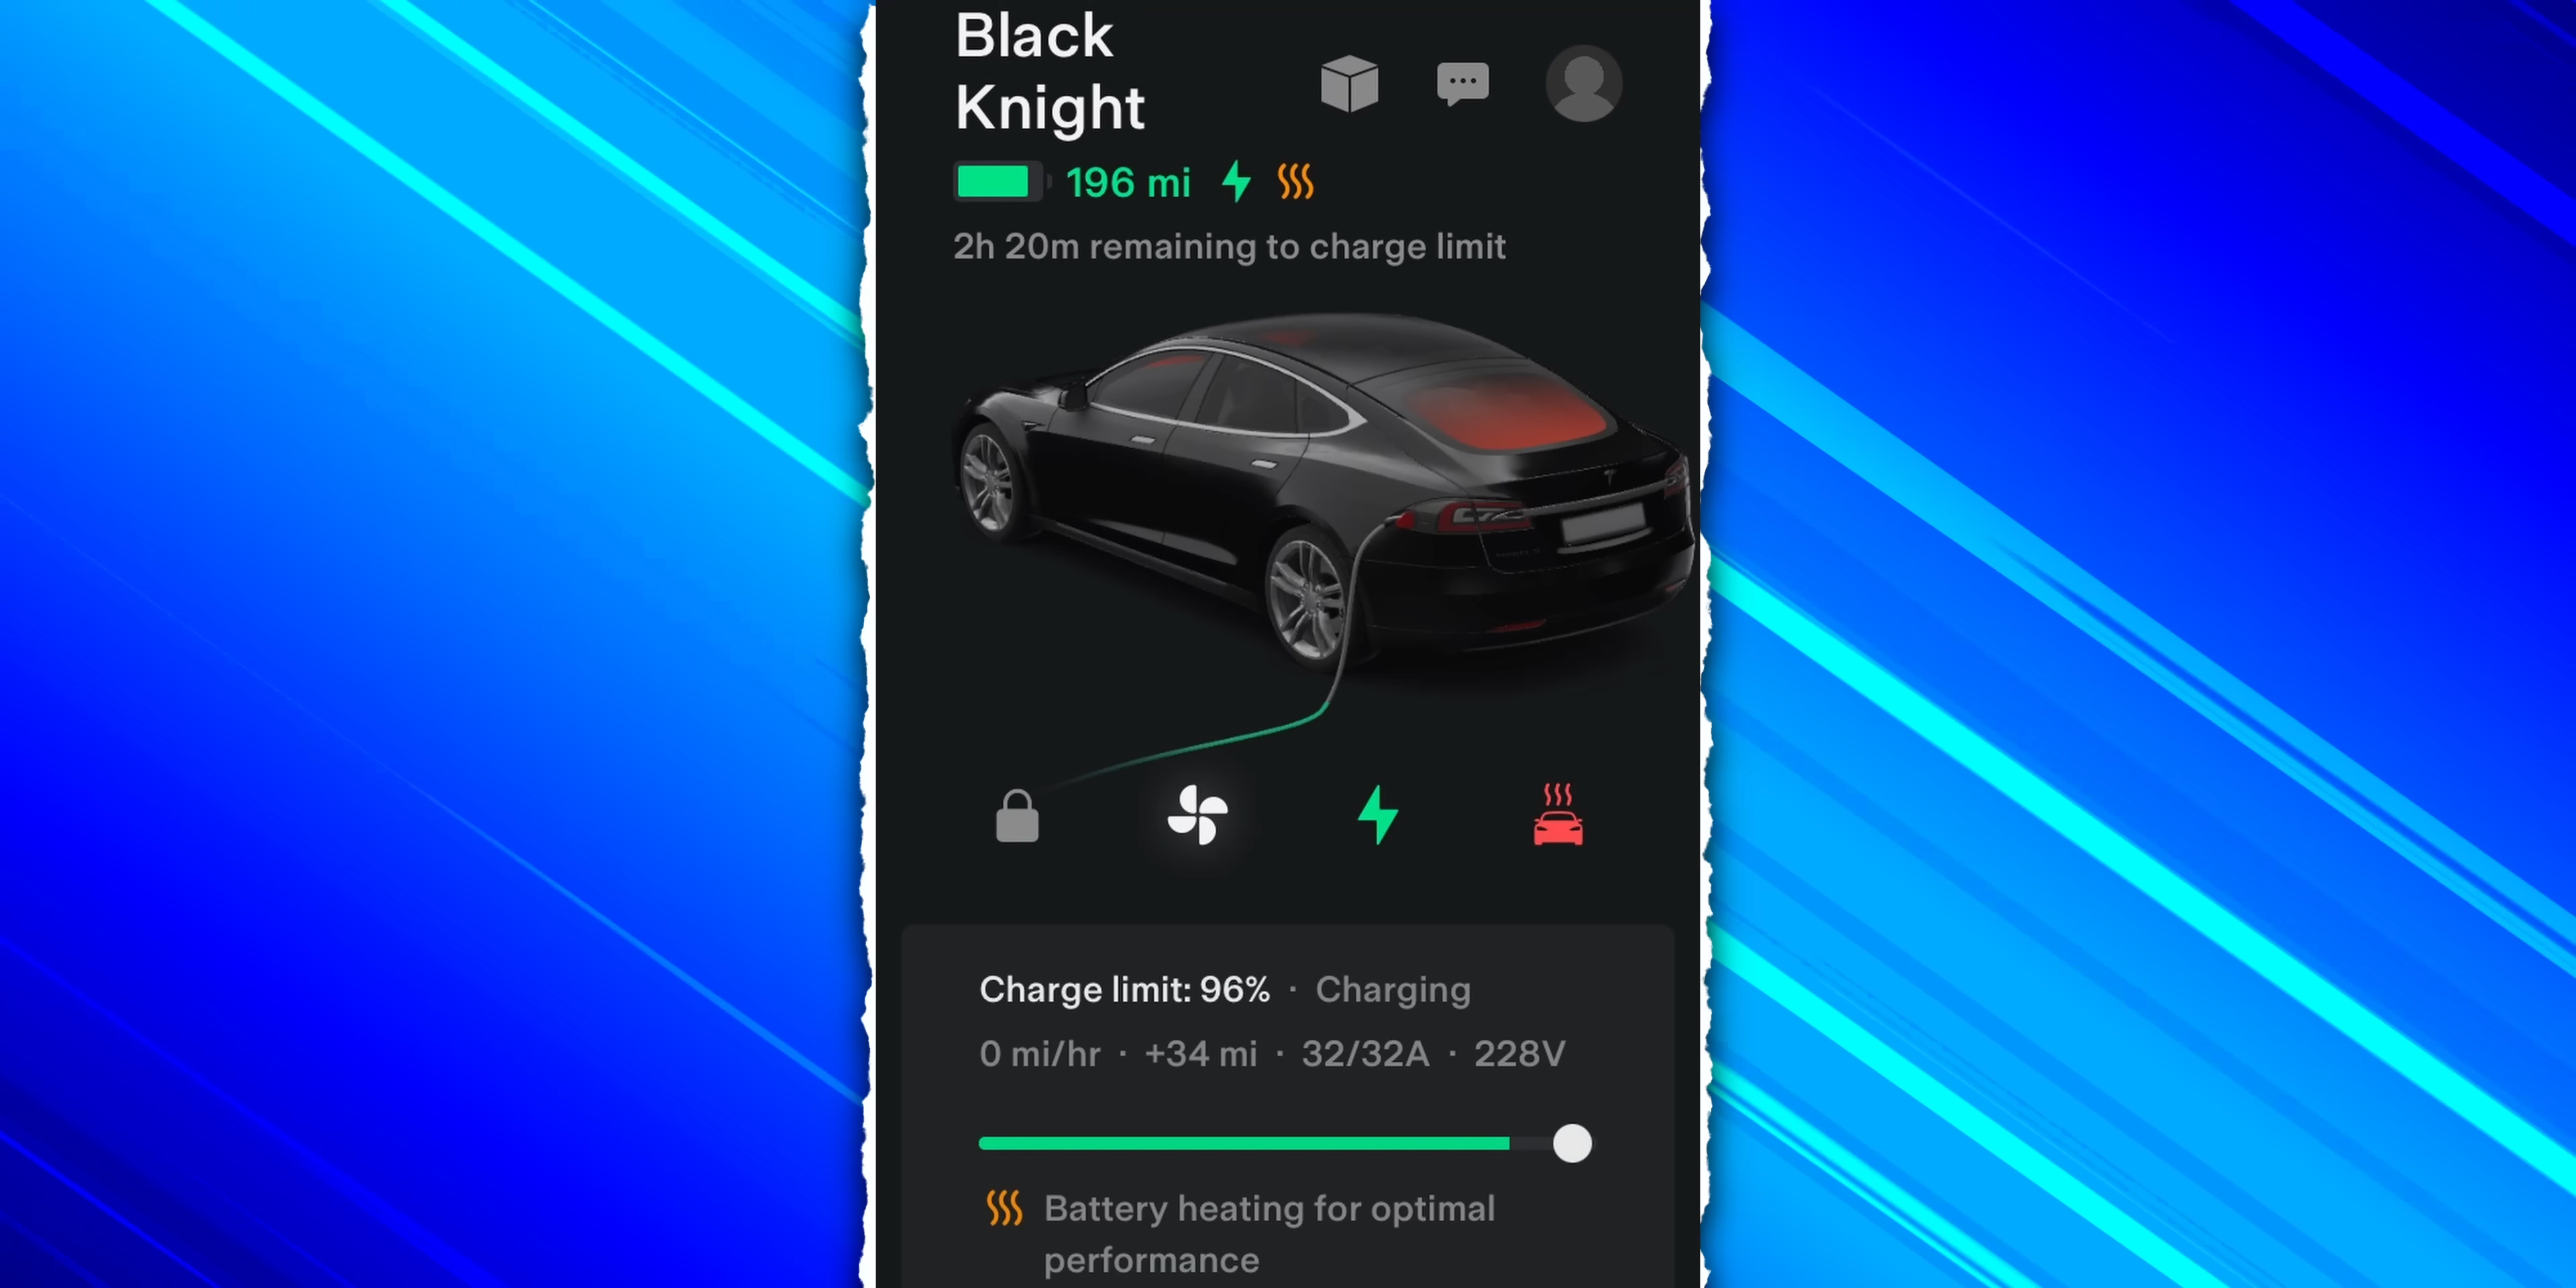 Black
Knight
196 mi
2h 20m remaining to charge limit
Charge limit: 96% · Charging
0 mi/hr · +34 mi · 32/32A · 228V
Battery heating for optimal
performance